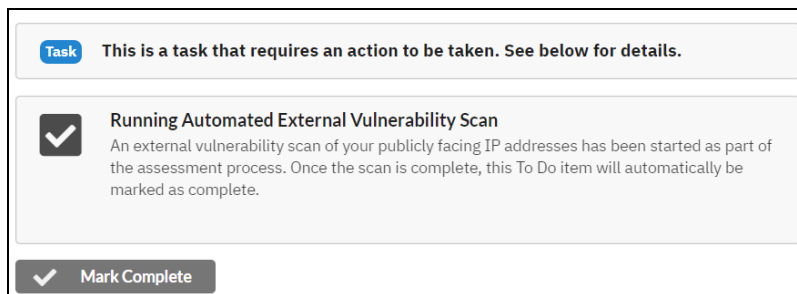 Task This is a task that requires an action to be taken. See below for details.
Running Automated External Vulnerability Scan
An external vulnerability scan of your publicly facing IP addresses has been started as part of
the assessment process. Once the scan is complete, this To Do item will automatically be
marked as complete.
Mark Complete